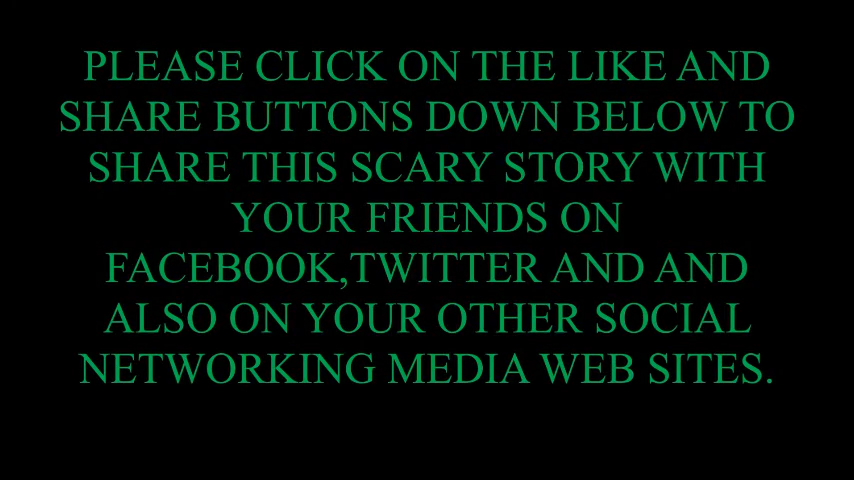 PLEASE CLICK ON THE LIKE AND
SHARE BUTTONS DOWN BELOW TO
SHARE THIS SCARY STORY WITH
YOUR FRIENDS ON
FACEBOOK,TWITTER AND AND
ALSO ON YOUR OTHER SOCIAL
NETWORKING MEDIA WEB SITES.